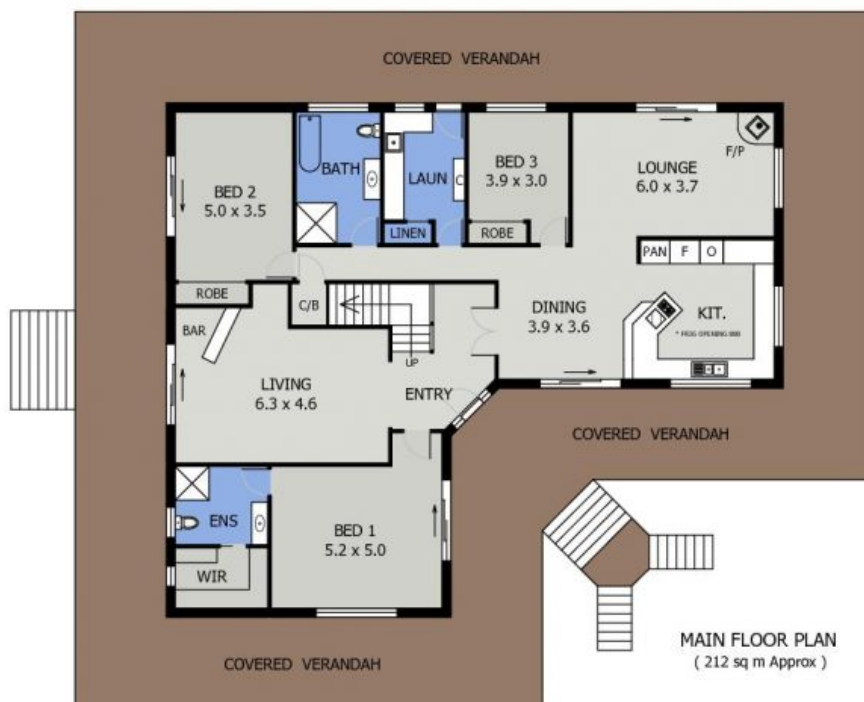 COVERED VERANDAH
BED 2
5.0 x 3.5
BATH
LAUN
C
BED 3
3.9 x 3.0
LOUNGE
6.0 x 3.7
F/P
LINEN
ROBE
PAN
F
O
ROBE
C/B
DINING
3.9 x 3.6
KIT.
BAR
UP
LIVING
6.3 x 4.6
ENTRY
COVERED VERANDAH
ENS
BED 1
5.2 x 5.0
WIR
MAIN FLOOR PLAN
( 212 sq m Approx )
COVERED VERANDAH